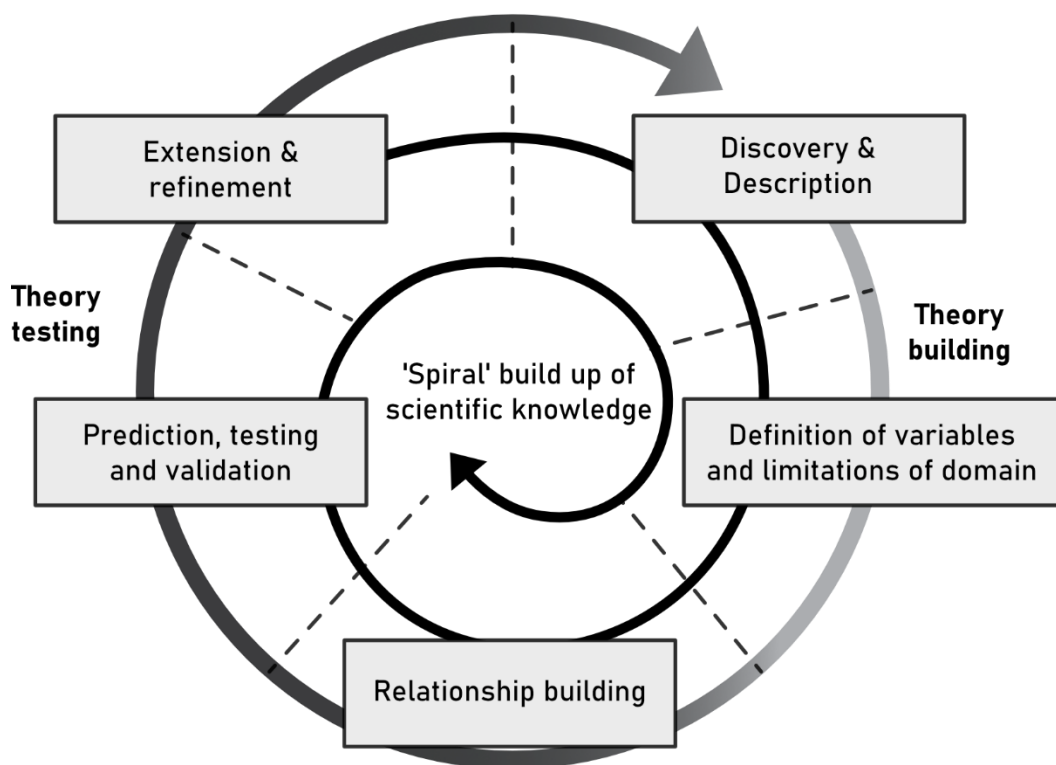 Extension &
refinement
Discovery &
Description
Theory
testing
Theory
building
'Spiral' build up of
scientific knowledge
Prediction, testing
and validation
Definition of variables
and limitations of domain
Relationship building